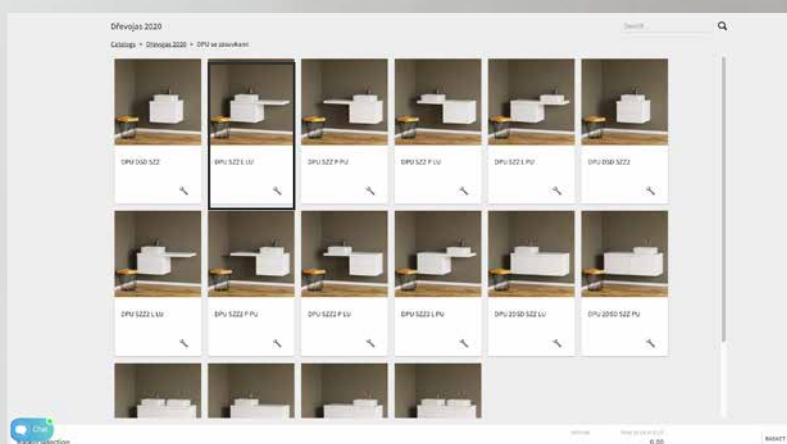 Dřevojas 2020
Search
Catalogs • Dřevojas 2020 • DPU se zásuvkami
DPU DSD SZZ
DPU SZZ L LU
DPU SZZ P PU
DPU SZZ P LU
DPU SZZ L PU
DPU DSD SZZ2
DPU SZZ2 L LU
DPU SZZ2 P PU
DPU SZZ2 P LU
DPU SZZ2 L PU
DPU 2DSD SZZ LU
DPU 2DSD SZZ PU
Chat
0.00
BASKET